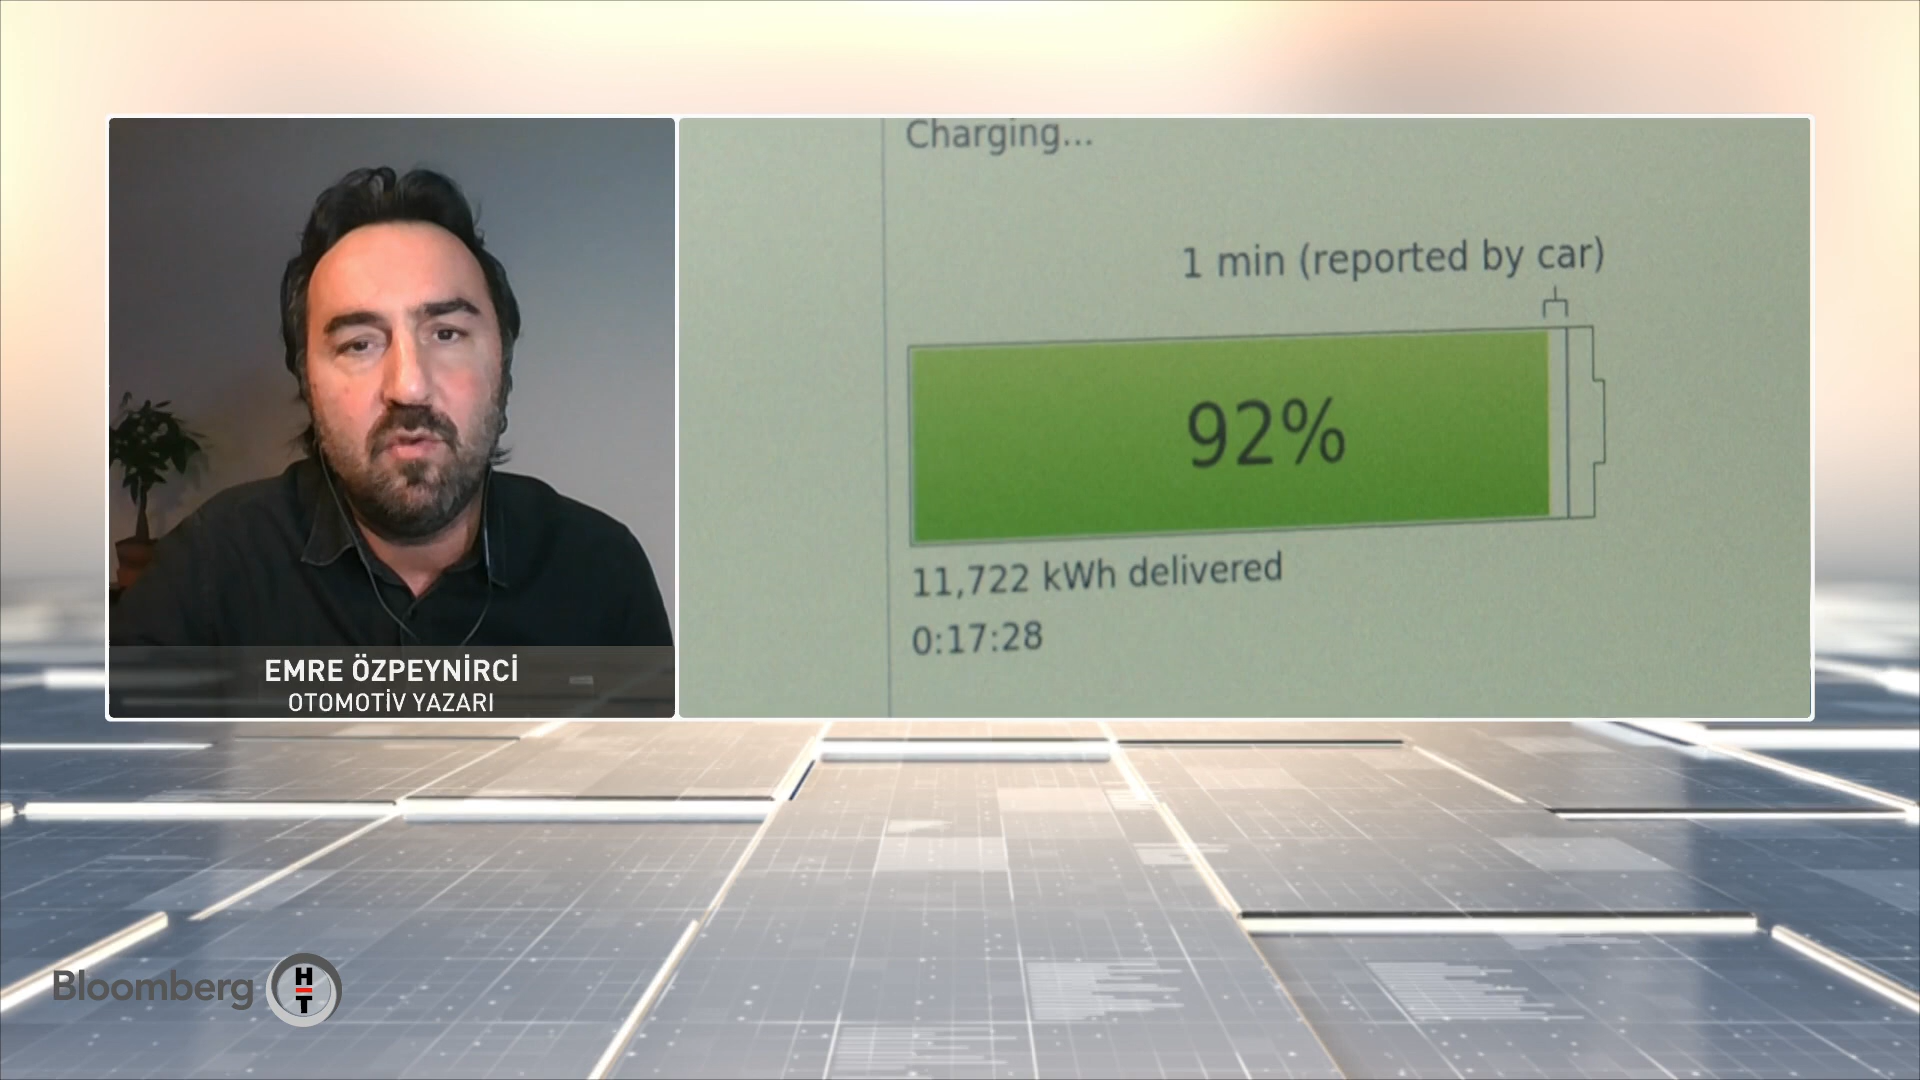 Charging...
1 min (reported by car)
92%
11,722 kWh delivered
0:17:28
EMRE ÖZPEYNİRCİ
OTOMOTİV YAZARI
Bloomberg HT